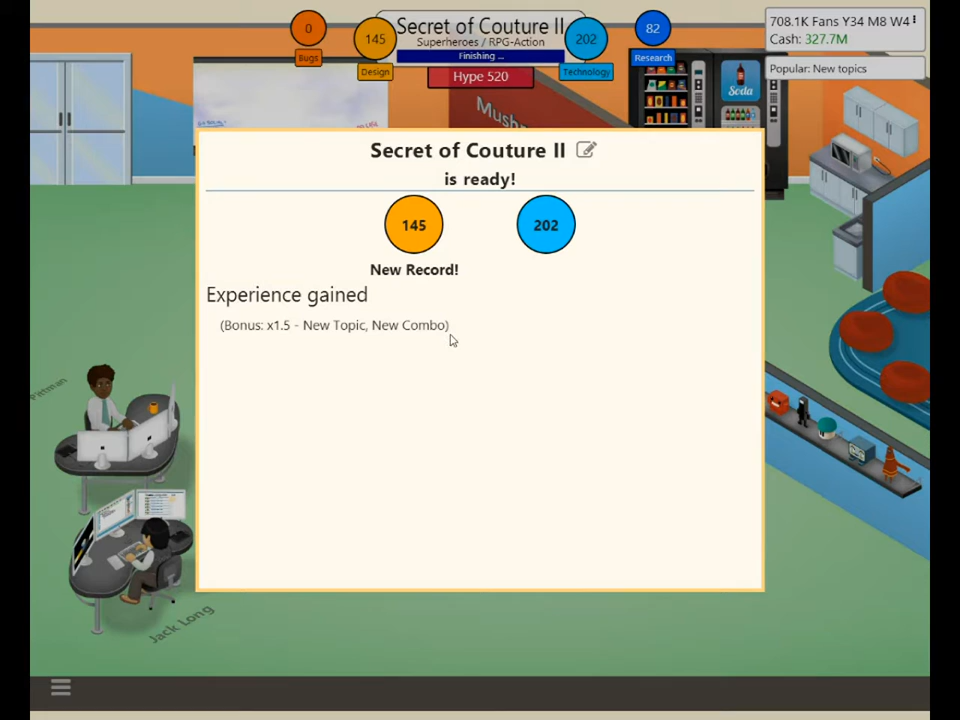 0
Bugs
145
Design
Secret of Couture II
Superheroes / RPG-Action
Finishing ...
Hype 520
202
Technology
82
Research
708.1K Fans Y34 M8 W4
Cash: 327.7M
Popular: New topics
Soda
Mush
Secret of Couture II
is ready!
145
202
New Record!
Experience gained
(Bonus: x1.5 - New Topic, New Combo)
Pittman
Jack Long